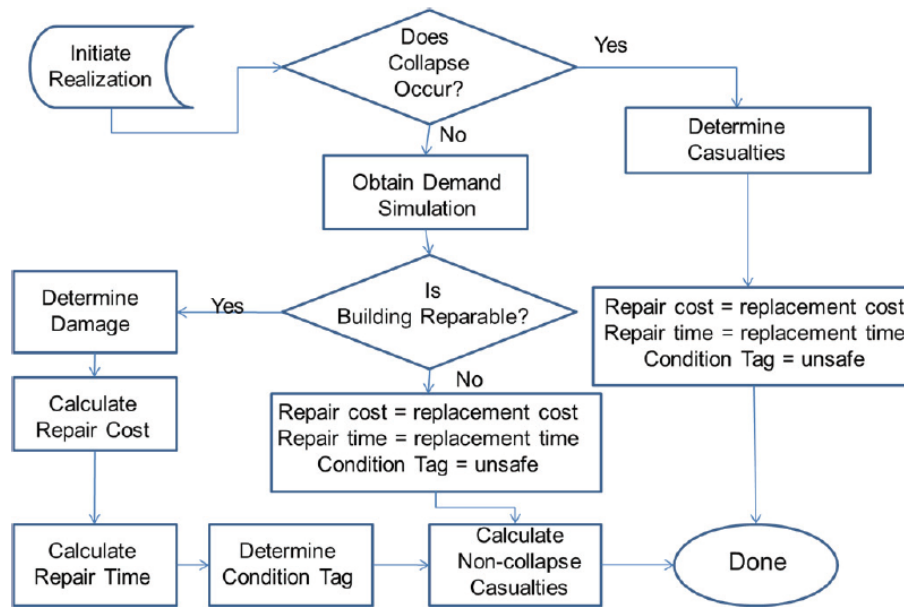 Initiate
Realization
Does
Collapse
Occur?
Yes
No
Determine
Casualties
Obtain Demand
Simulation
Is
Building Reparable?
Yes
No
Determine
Damage
Repair cost = replacement cost
Repair time = replacement time
Condition Tag = unsafe
Calculate
Repair Cost
Repair cost = replacement cost
Repair time = replacement time
Condition Tag = unsafe
Calculate
Repair Time
Determine
Condition Tag
Calculate
Non-collapse
Casualties
Done